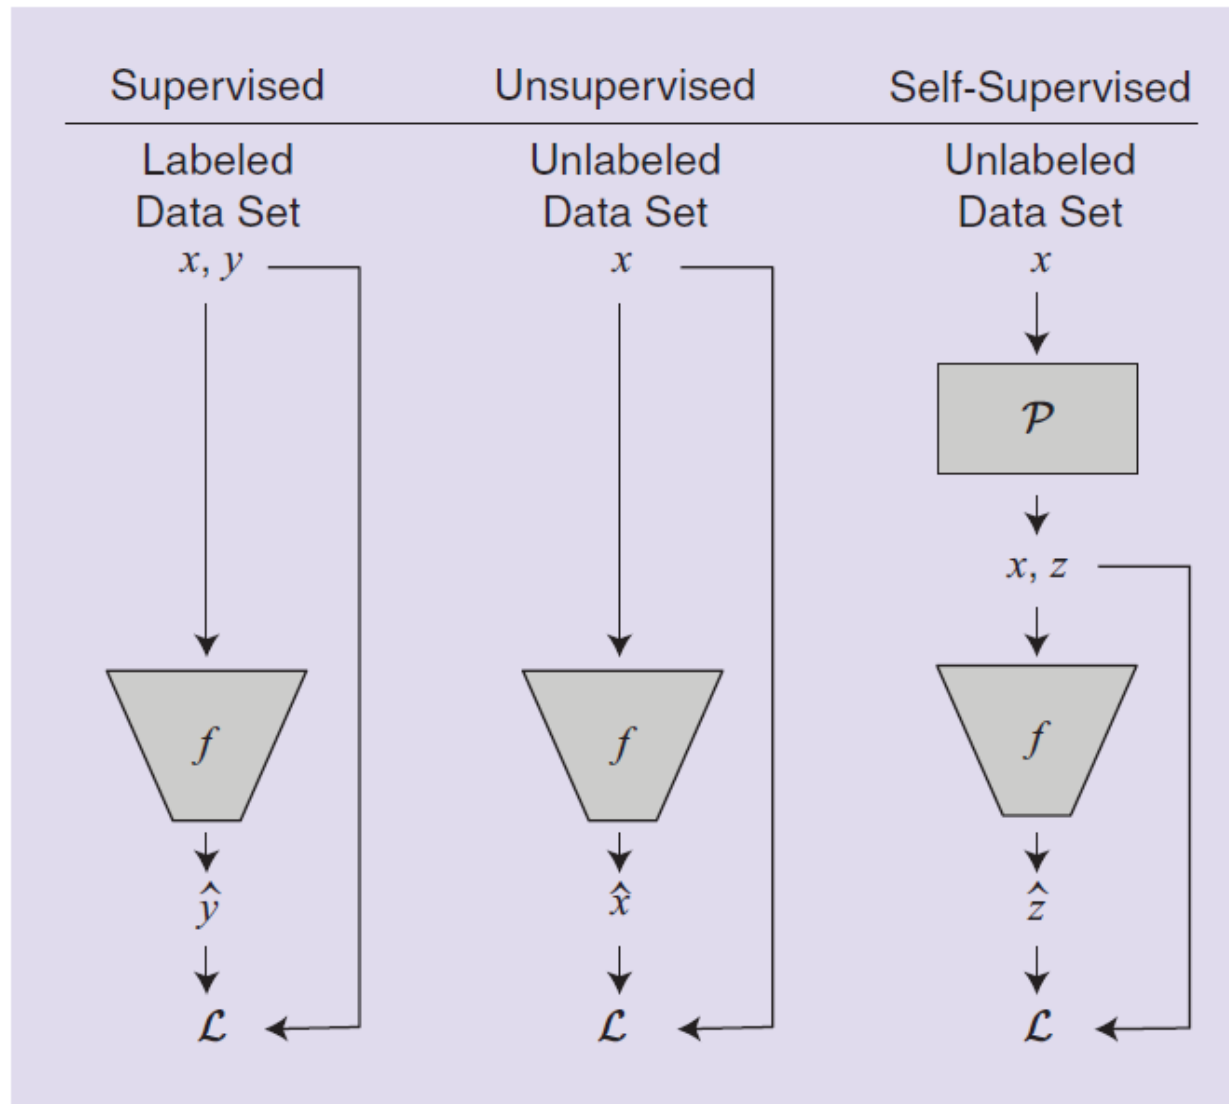 Supervised
Unsupervised
Self-Supervised
Labeled
Data Set
x, y
f
ŷ
ℒ
Unlabeled
Data Set
x
f
x̂
ℒ
Unlabeled
Data Set
x
𝒫
x, z
f
ẑ
ℒ